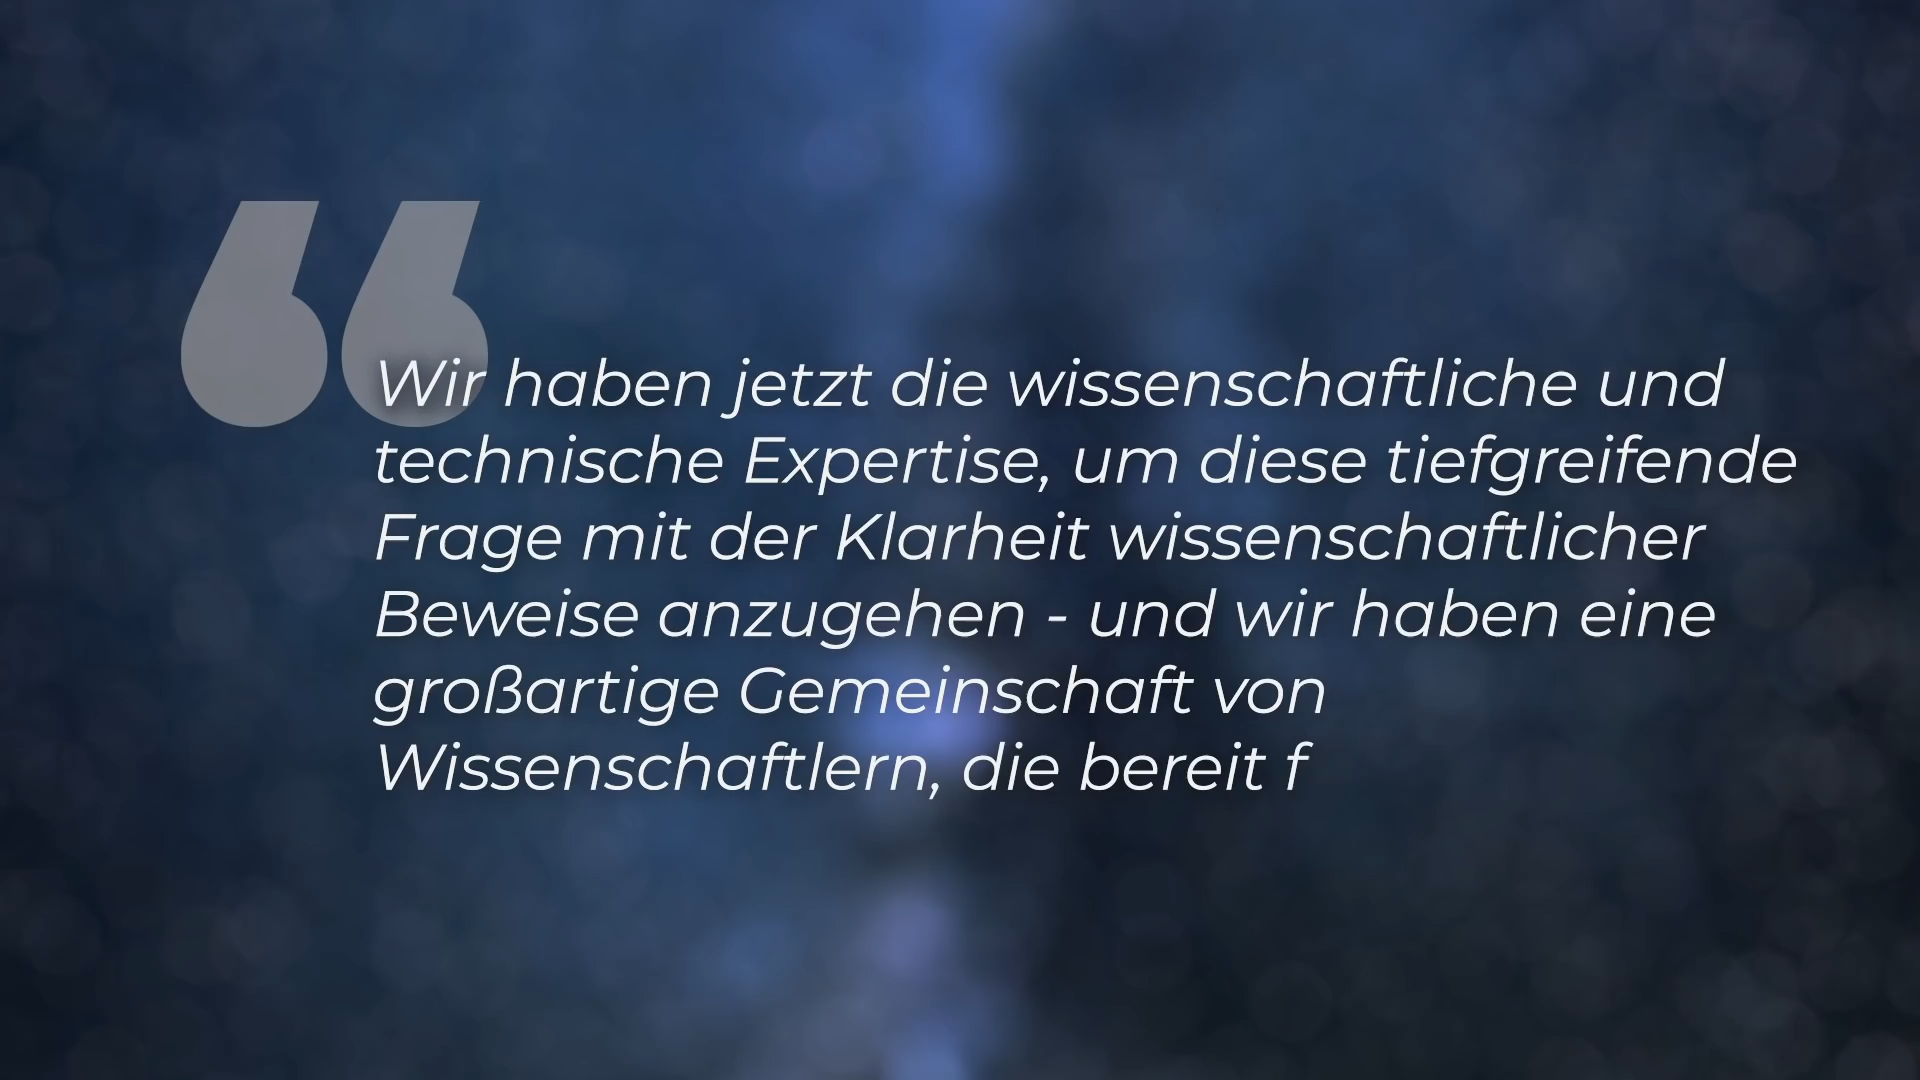 Wir haben jetzt die wissenschaftliche und
technische Expertise, um diese tiefgreifende
Frage mit der Klarheit wissenschaftlicher
Beweise anzugehen - und wir haben eine
großartige Gemeinschaft von
Wissenschaftlern, die bereit f